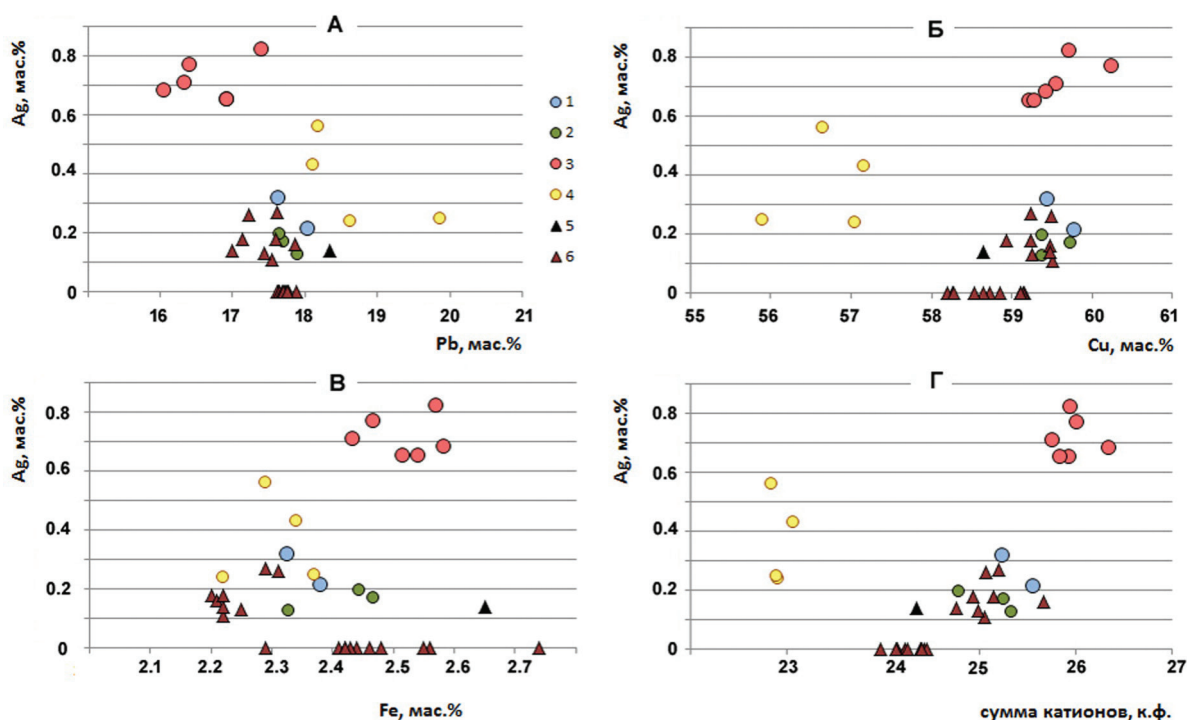 А
Ag, мас.%
0.8
0.6
0.4
0.2
0
16 17 18 19 20 21
Pb, мас.%
1
2
3
4
5
6
Б
Ag, мас.%
0.8
0.6
0.4
0.2
0
55 56 57 58 59 60 61
Cu, мас.%
В
Ag, мас.%
0.8
0.6
0.4
0.2
0
2.1 2.2 2.3 2.4 2.5 2.6 2.7
Fe, мас.%
Г
Ag, мас.%
0.8
0.6
0.4
0.2
0
23 24 25 26 27
сумма катионов, к.ф.